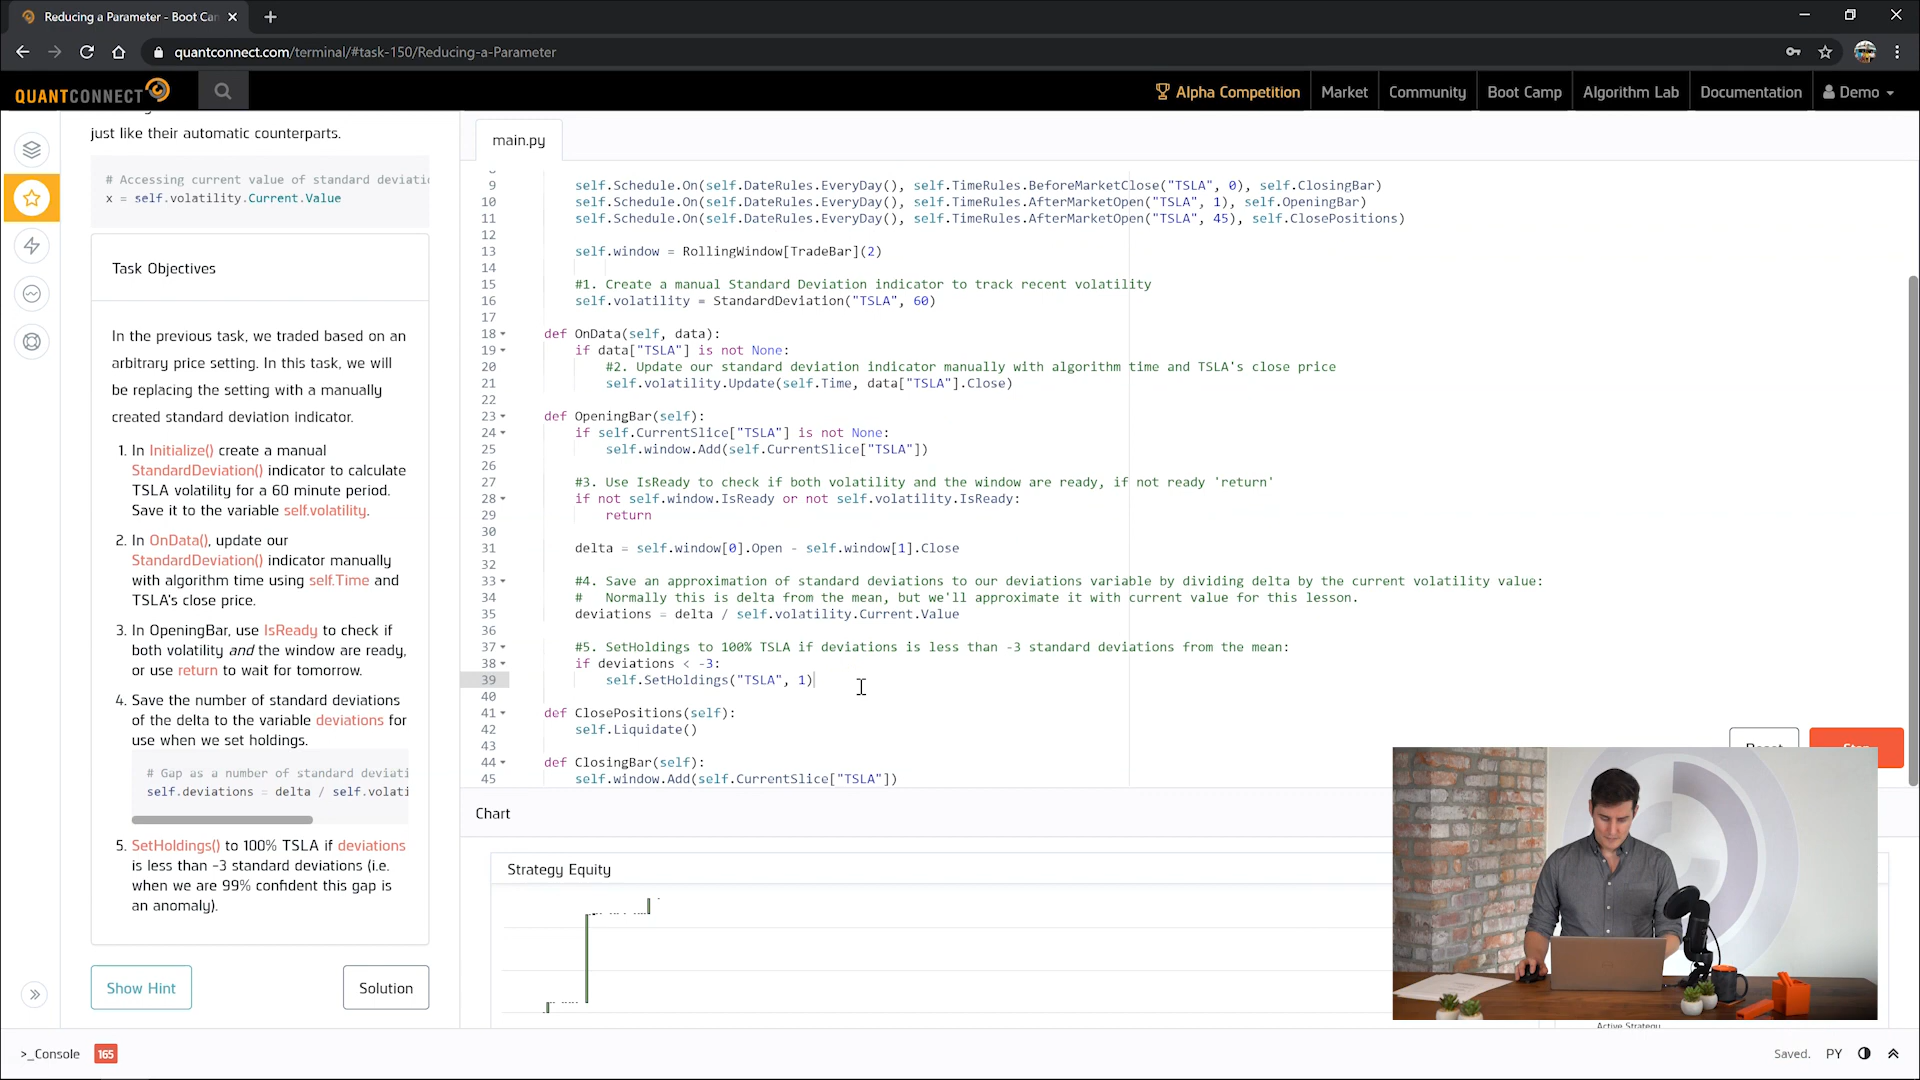 Reducing a Parameter - Boot Car
quantconnect.com/terminal/#task-150/Reducing-a-Parameter
QUANTCONNECT
Alpha Competition
Market
Community
Boot Camp
Algorithm Lab
Documentation
Demo
just like their automatic counterparts.
# Accessing current value of standard deviatic
x = self.volatility.Current.Value
Task Objectives
In the previous task, we traded based on an
arbitrary price setting. In this task, we will
be replacing the setting with a manually
created standard deviation indicator.
1. In Initialize() create a manual
StandardDeviation() indicator to calculate
TSLA volatility for a 60 minute period.
Save it to the variable self.volatility.
2. In OnData(), update our
StandardDeviation() indicator manually
with algorithm time using self.Time and
TSLA's close price.
3. In OpeningBar, use IsReady to check if
both volatility and the window are ready,
or use return to wait for tomorrow.
4. Save the number of standard deviations
of the delta to the variable deviations for
use when we set holdings.
# Gap as a number of standard deviati
self.deviations = delta / self.volati
5. SetHoldings() to 100% TSLA if deviations
is less than -3 standard deviations (i.e.
when we are 99% confident this gap is
an anomaly).
Show Hint
Solution
main.py
9 self.Schedule.On(self.DateRules.EveryDay(), self.TimeRules.BeforeMarketClose("TSLA", 0), self.ClosingBar)
10 self.Schedule.On(self.DateRules.EveryDay(), self.TimeRules.AfterMarketOpen("TSLA", 1), self.OpeningBar)
11 self.Schedule.On(self.DateRules.EveryDay(), self.TimeRules.AfterMarketOpen("TSLA", 45), self.ClosePositions)
12
13 self.window = RollingWindow[TradeBar](2)
14
15 #1. Create a manual Standard Deviation indicator to track recent volatility
16 self.volatility = StandardDeviation("TSLA", 60)
17
18 def OnData(self, data):
19 if data["TSLA"] is not None:
20 #2. Update our standard deviation indicator manually with algorithm time and TSLA's close price
21 self.volatility.Update(self.Time, data["TSLA"].Close)
22
23 def OpeningBar(self):
24 if self.CurrentSlice["TSLA"] is not None:
25 self.window.Add(self.CurrentSlice["TSLA"])
26
27 #3. Use IsReady to check if both volatility and the window are ready, if not ready 'return'
28 if not self.window.IsReady or not self.volatility.IsReady:
29 return
30
31 delta = self.window[0].Open - self.window[1].Close
32
33 #4. Save an approximation of standard deviations to our deviations variable by dividing delta by the current volatility value:
34 # Normally this is delta from the mean, but we'll approximate it with current value for this lesson.
35 deviations = delta / self.volatility.Current.Value
36
37 #5. SetHoldings to 100% TSLA if deviations is less than -3 standard deviations from the mean:
38 if deviations < -3:
39 self.SetHoldings("TSLA", 1)
40
41 def ClosePositions(self):
42 self.Liquidate()
43
44 def ClosingBar(self):
45 self.window.Add(self.CurrentSlice["TSLA"])
Chart
Strategy Equity
Active Strategy
>_Console 165
Saved. PY